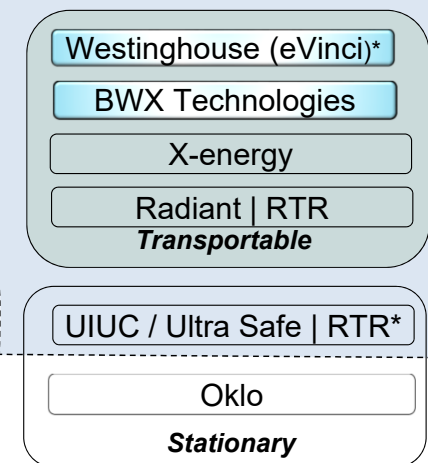 Westinghouse (eVinci)*
BWX Technologies
X-energy
Radiant | RTR
Transportable
UIUC / Ultra Safe | RTR*
Oklo
Stationary